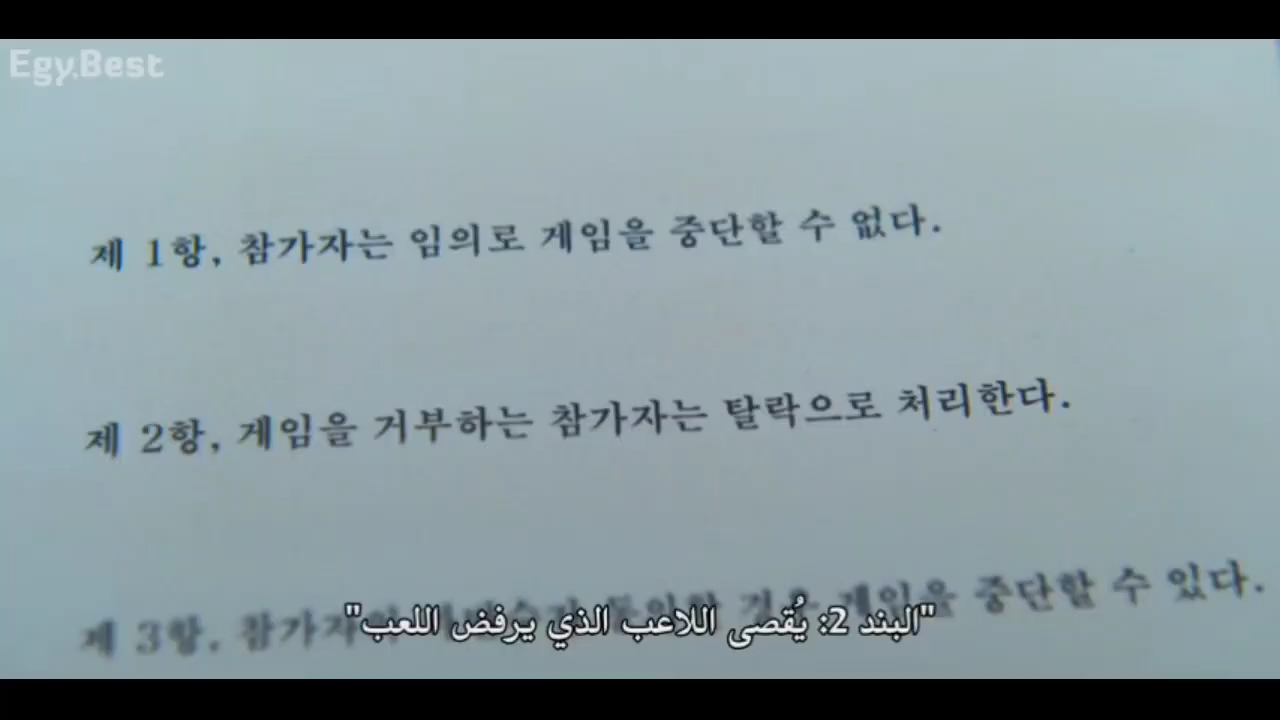 Egy.Best
제 1항, 참가자는 임의로 게임을 중단할 수 없다.
제 2항, 게임을 거부하는 참가자는 탈락으로 처리한다.
제 3항, 게임을 중단할 수 있다.
"البند 2: يُقصى اللاعب الذي يرفض اللعب"